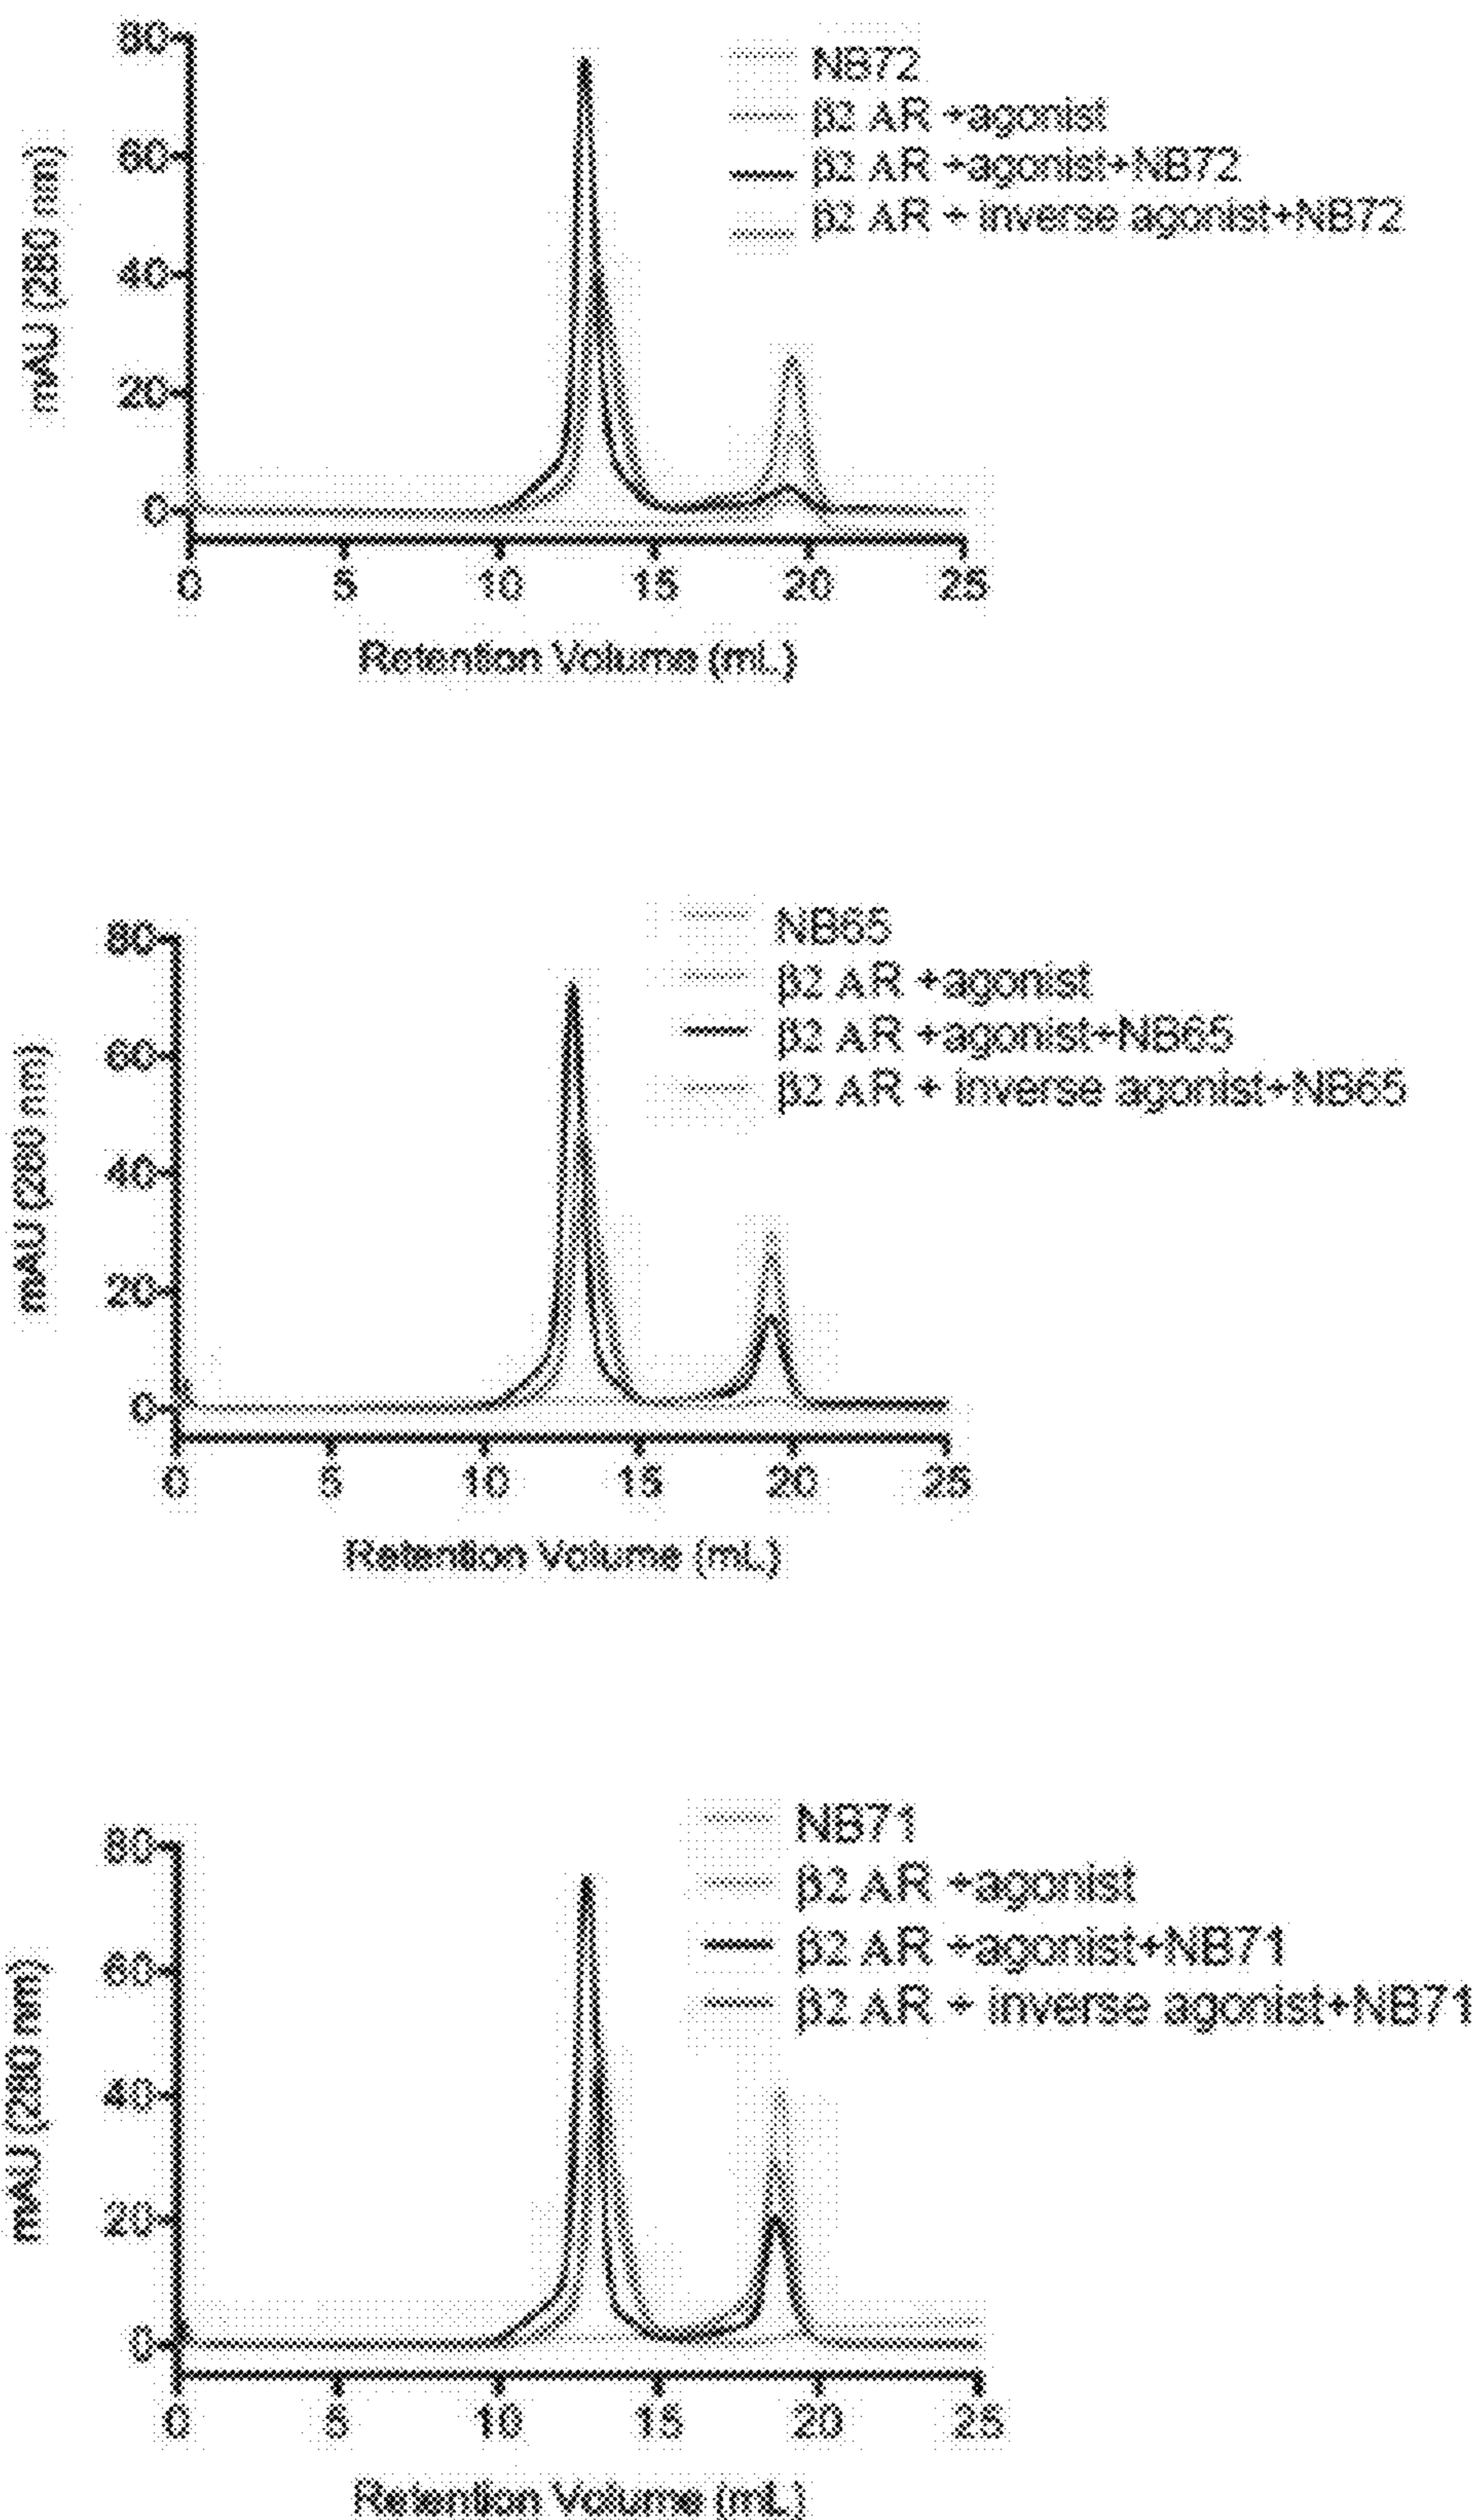 80
60
40
20
0
mAU (280 nm)
NB72
β2 AR +agonist
β2 AR +agonist+NB72
β2 AR + inverse agonist+NB72
0 5 10 15 20 25
Retention Volume (mL)
80
60
40
20
0
mAU (280 nm)
NB65
β2 AR +agonist
β2 AR +agonist+NB65
β2 AR + inverse agonist+NB65
0 5 10 15 20 25
Retention Volume (mL)
80
60
40
20
0
mAU (280 nm)
NB71
β2 AR +agonist
β2 AR +agonist+NB71
β2 AR + inverse agonist+NB71
0 5 10 15 20 25
Retention Volume (mL)